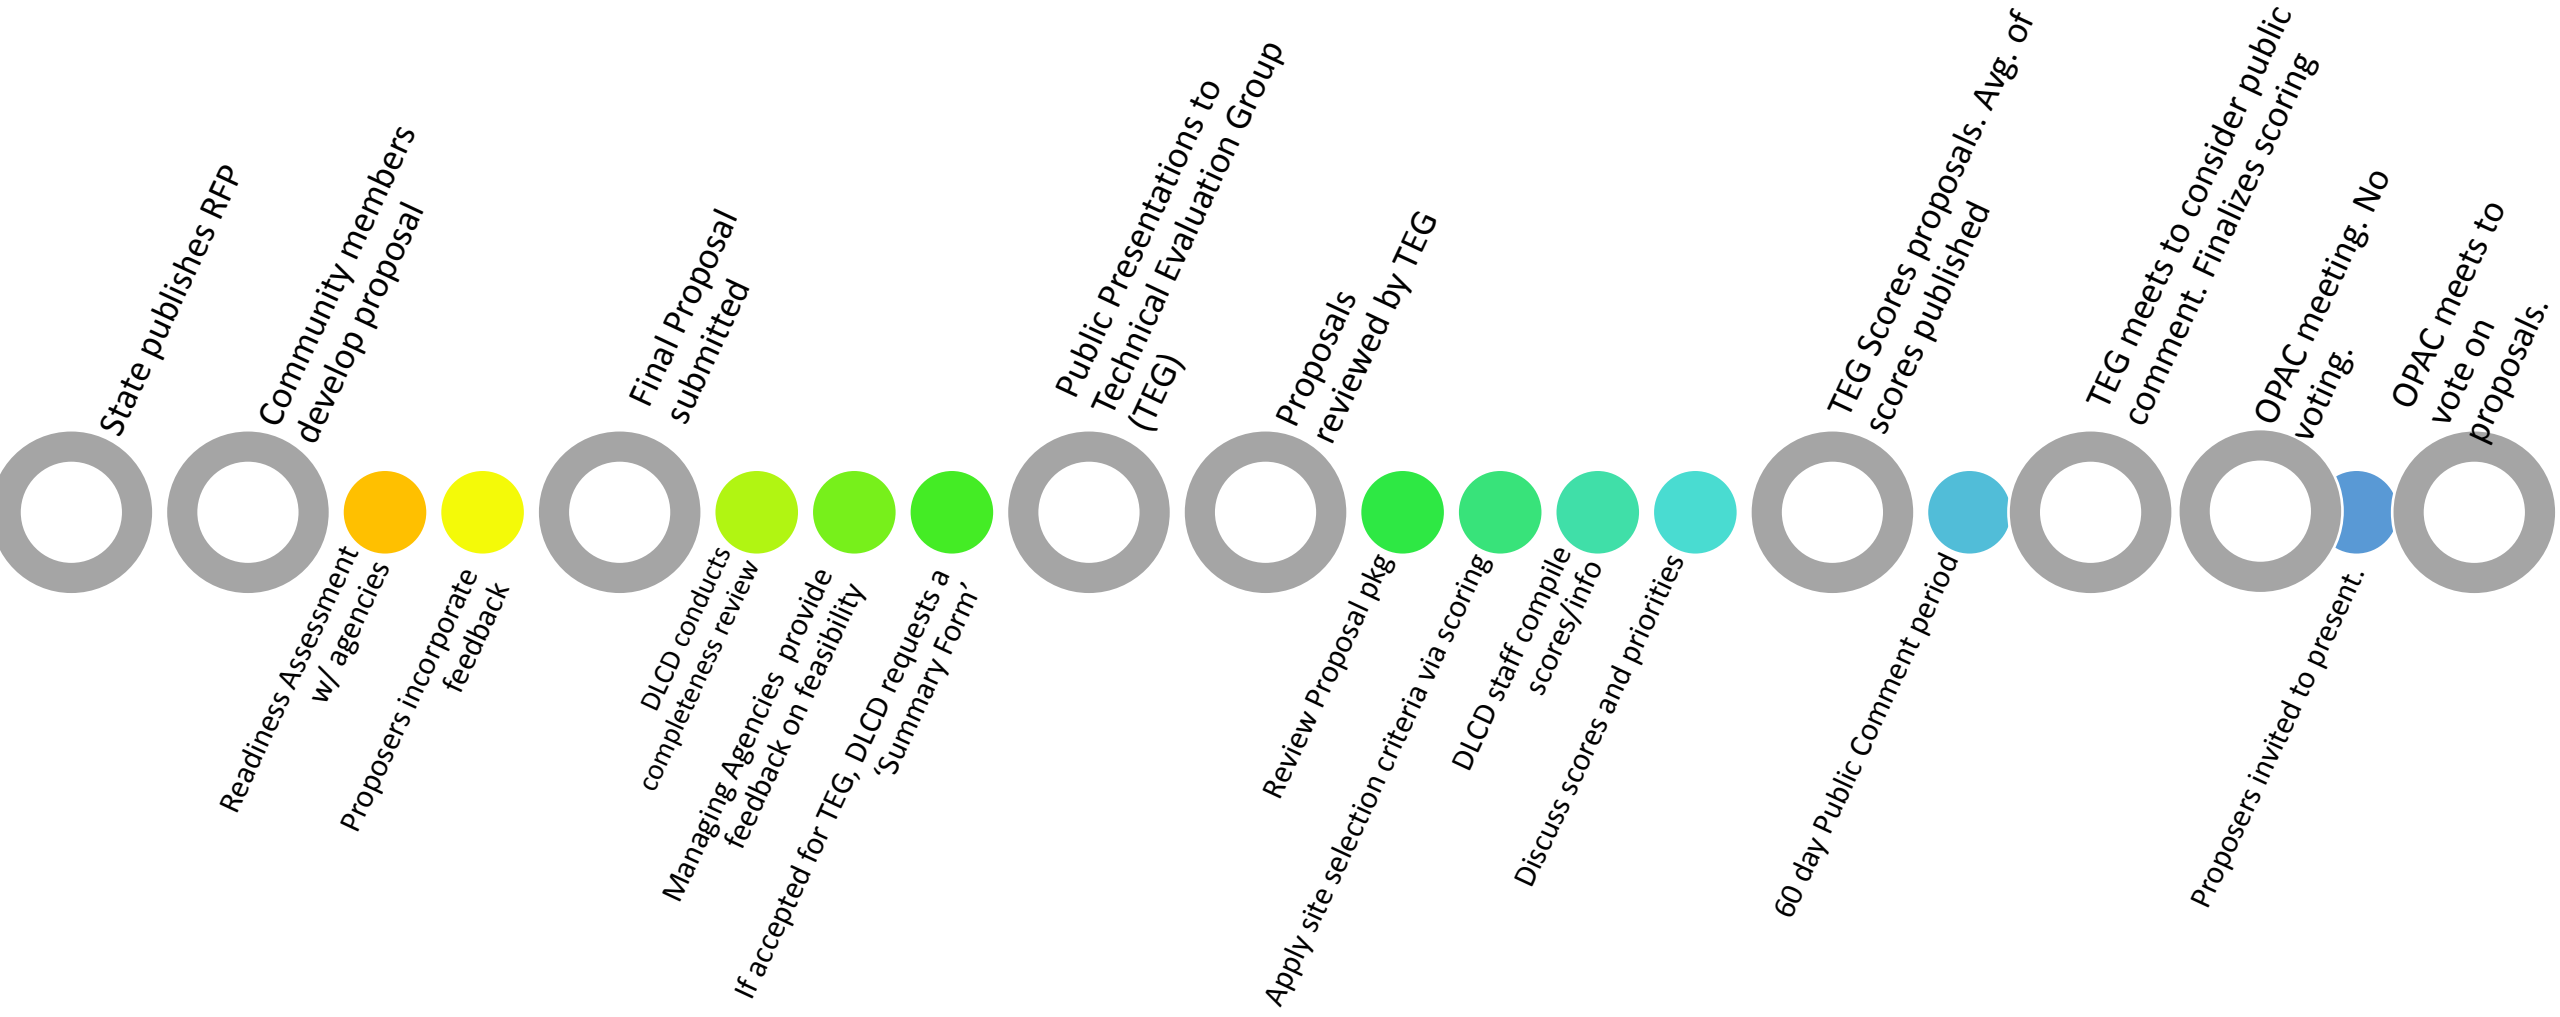 State publishes RFP
Community members
develop proposal
Readiness Assessment
w/ agencies
Proposers incorporate
feedback
Final Proposal
submitted
DLCD conducts
completeness review
Managing Agencies  provide
feedback on feasibility
If accepted for TEG, DLCD requests a
‘Summary Form’
Public Presentations to
Technical Evaluation Group
(TEG)
Proposals
reviewed by TEG
Review Proposal pkg
Apply site selection criteria via scoring
DLCD staff compile
scores/info
Discuss scores and priorities
TEG Scores proposals. Avg. of
scores published
60 day Public Comment period
TEG meets to consider public
comment. Finalizes scoring
OPAC meeting. No
voting.
Proposers invited to present.
OPAC meets to
vote on
proposals.